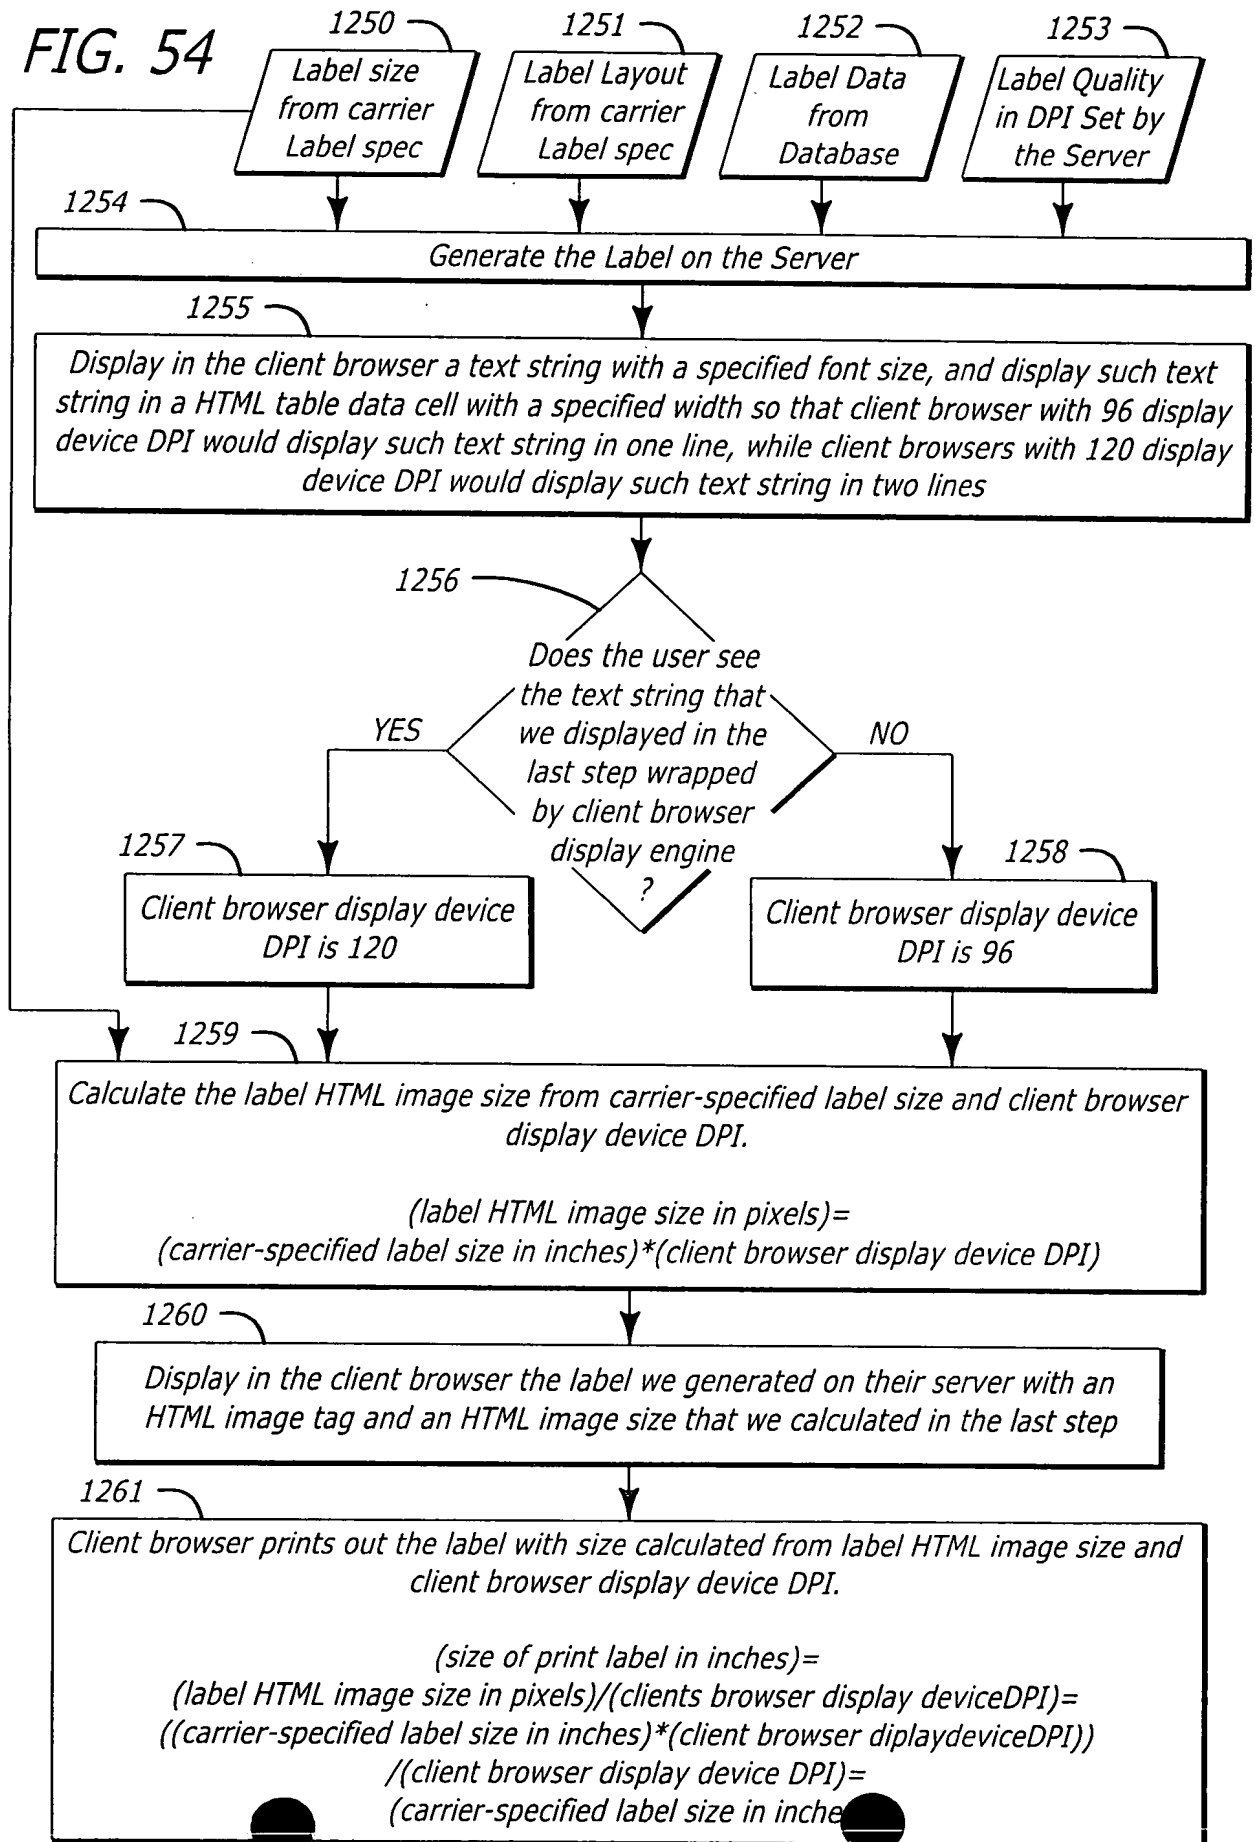 FIG. 54
1250
1251
1252
1253
Label size
from carrier
Label spec
Label Layout
from carrier
Label spec
Label Data
from
Database
Label Quality
in DPI Set by
the Server
1254
Generate the Label on the Server
1255
Display in the client browser a text string with a specified font size, and display such text
string in a HTML table data cell with a specified width so that client browser with 96 display
device DPI would display such text string in one line, while client browsers with 120 display
device DPI would display such text string in two lines
1256
Does the user see
the text string that
we displayed in the
last step wrapped
by client browser
display engine
?
YES
NO
1257
Client browser display device
DPI is 120
1258
Client browser display device
DPI is 96
1259
Calculate the label HTML image size from carrier-specified label size and client browser
display device DPI.
(label HTML image size in pixels)=
(carrier-specified label size in inches)*(client browser display device DPI)
1260
Display in the client browser the label we generated on their server with an
HTML image tag and an HTML image size that we calculated in the last step
1261
Client browser prints out the label with size calculated from label HTML image size and
client browser display device DPI.
(size of print label in inches)=
(label HTML image size in pixels)/(clients browser display deviceDPI)=
((carrier-specified label size in inches)*(client browser diplaydeviceDPI))
/(client browser display device DPI)=
(carrier-specified label size in inche